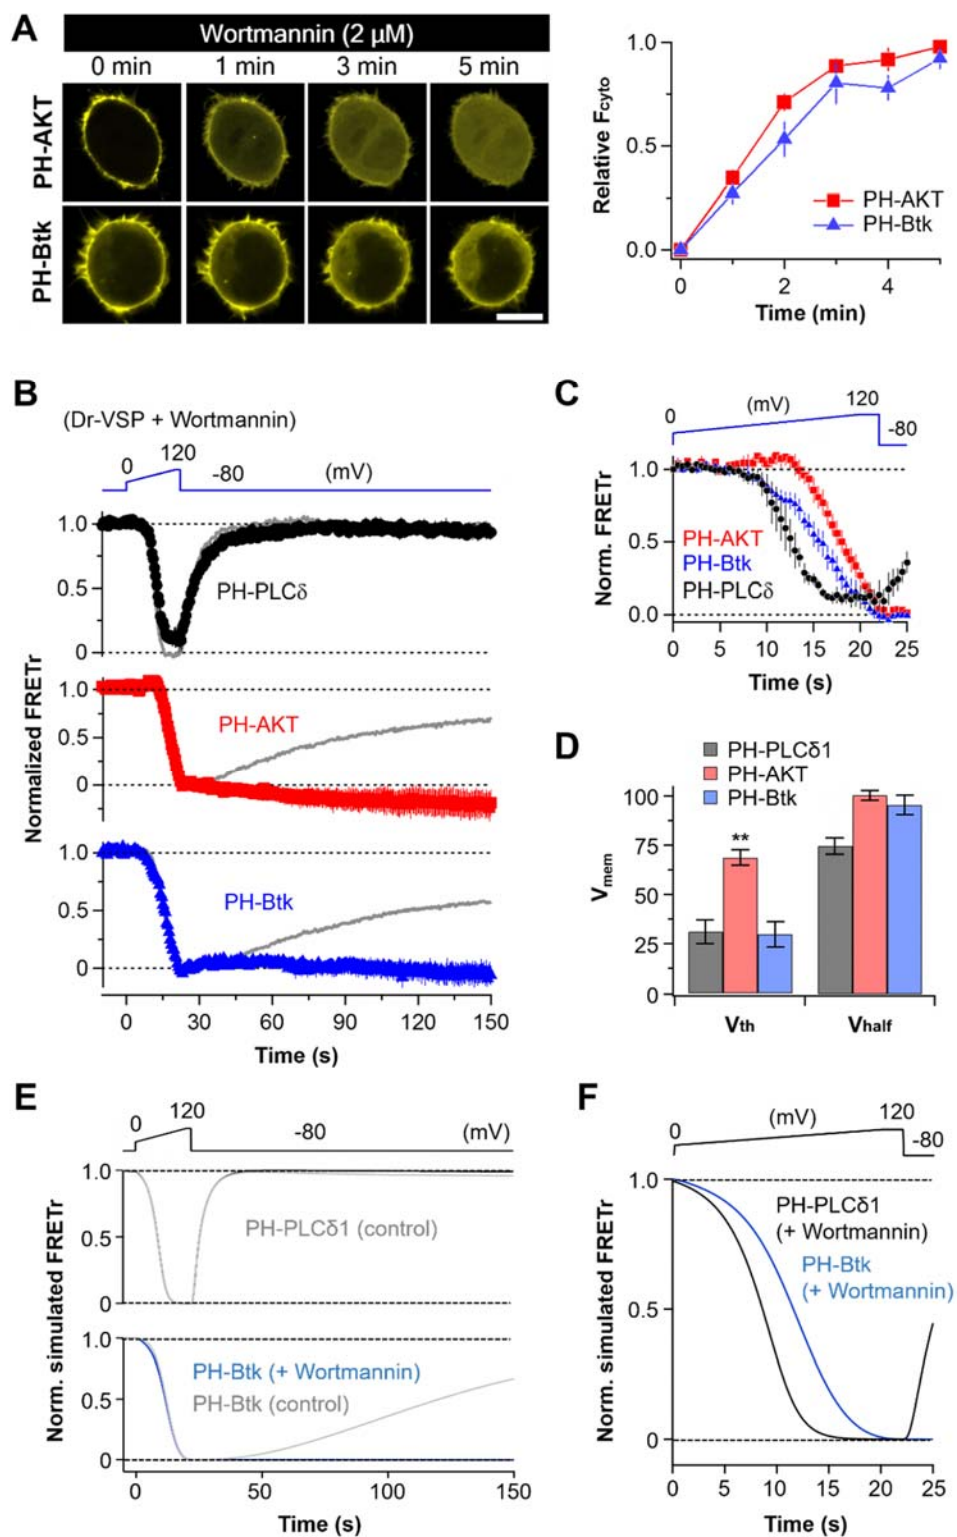 A
Wortmannin (2 μM)
0 min 1 min 3 min 5 min
PH-AKT
PH-Btk
Relative Fcyto
1.0
0.5
0.0
PH-AKT
PH-Btk
0 2 4
Time (min)
B
(Dr-VSP + Wortmannin)
0 120 -80 (mV)
Normalized FRETr
1.0
0.5
0
PH-PLCδ
1.0
0.5
0
PH-AKT
1.0
0.5
0
PH-Btk
0 30 60 90 120 150
Time (s)
C
0 (mV) 120 -80
Norm. FRETr
1.0
0.5
0.0
PH-AKT
PH-Btk
PH-PLCδ
0 5 10 15 20 25
Time (s)
D
PH-PLCδ1
PH-AKT
PH-Btk
Vmem
100
75
50
25
0
**
Vth Vhalf
E
0 120 -80 (mV)
Norm. simulated FRETr
1.0
0.5
0
PH-PLCδ1 (control)
1.0
0.5
0
PH-Btk (+ Wortmannin)
PH-Btk (control)
0 50 100 150
Time (s)
F
0 (mV) 120 -80
Norm. simulated FRETr
1.0
0.5
0
PH-PLCδ1
(+ Wortmannin)
PH-Btk
(+ Wortmannin)
0 5 10 15 20 25
Time (s)